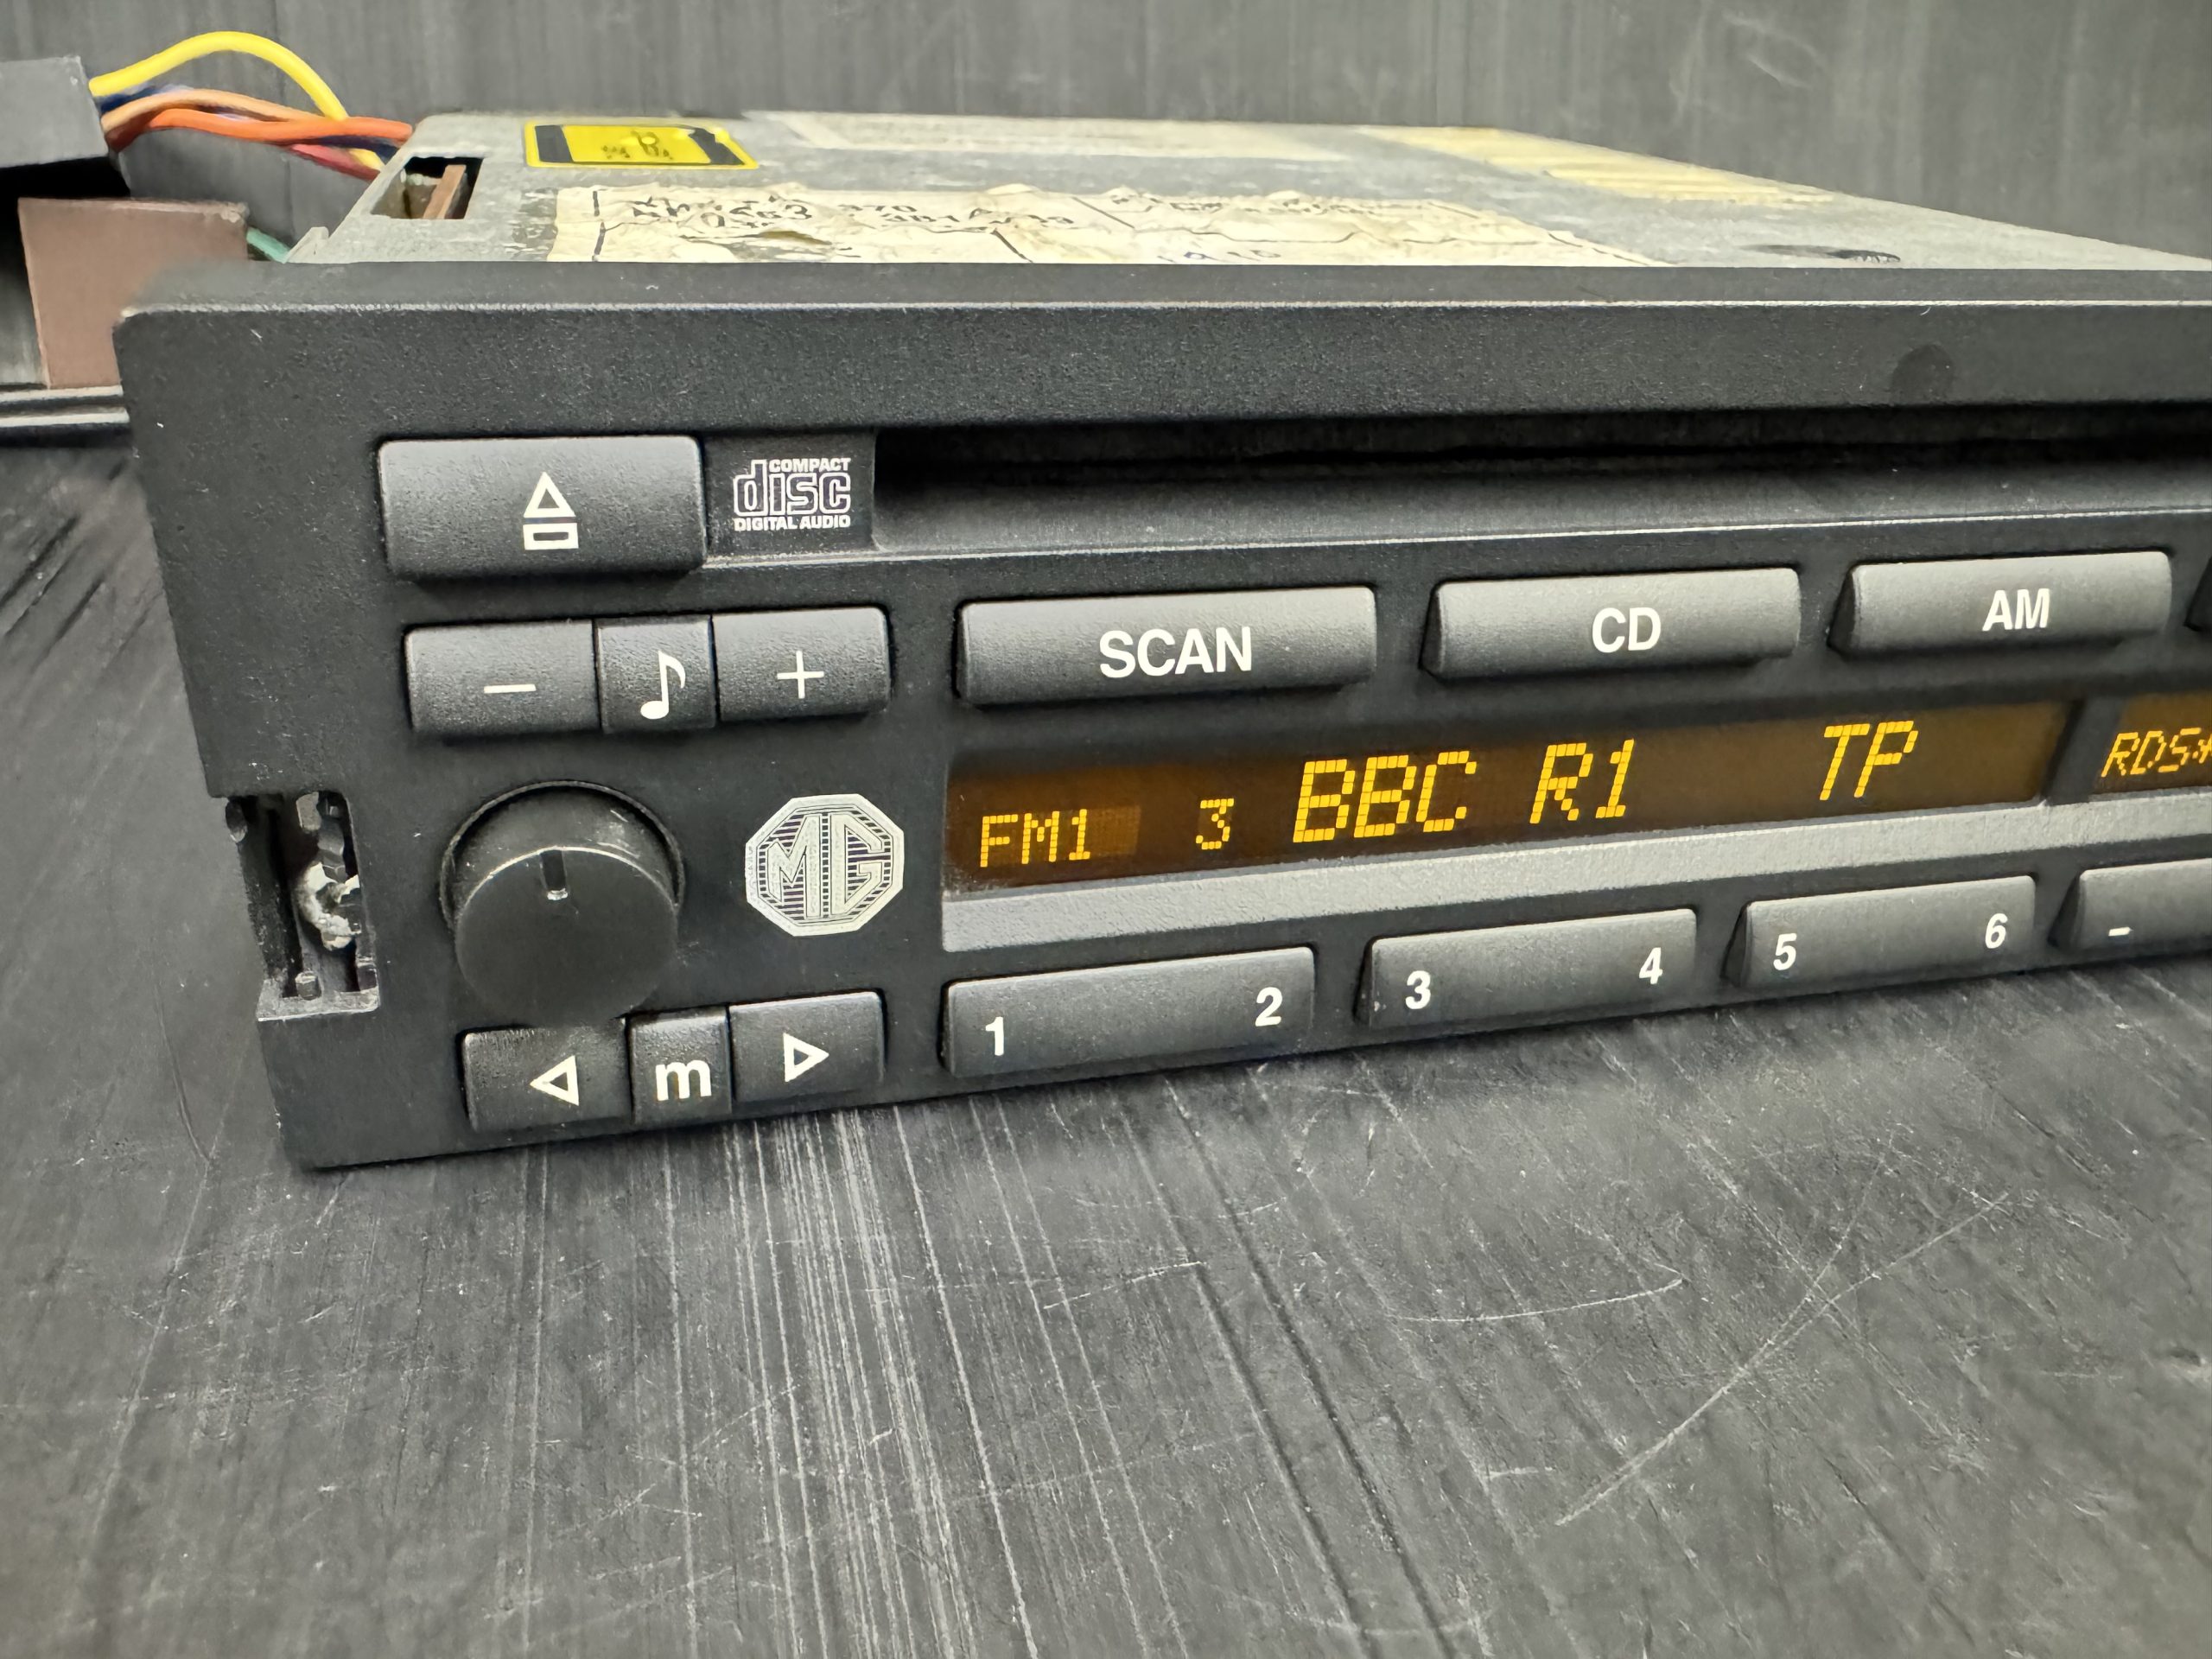 COMPACT
disc
DIGITAL AUDIO
SCAN CD AM
FM1 3 BBC R1 TP RDS*
MG
1 2 3 4 5 6 -
m